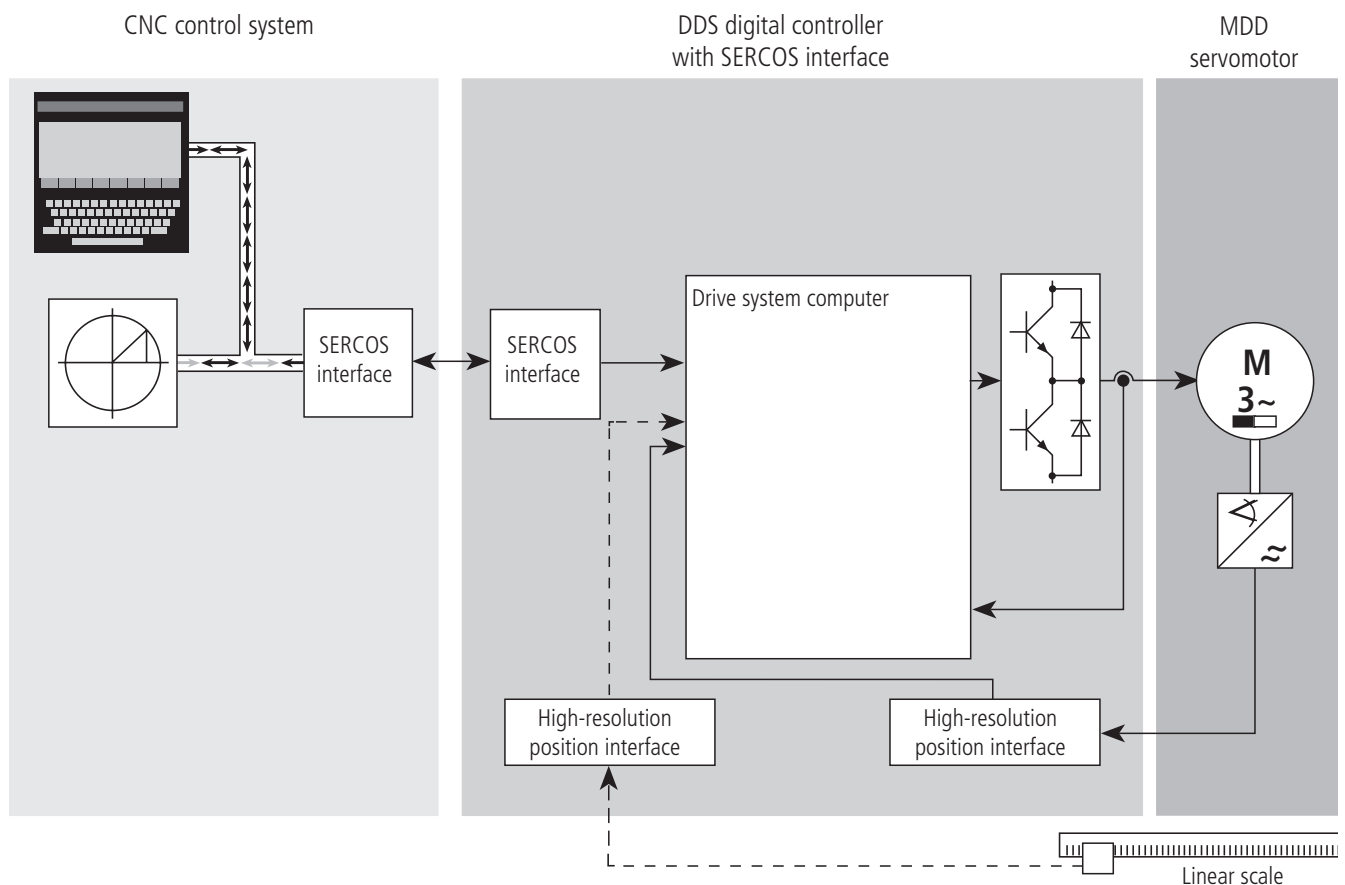 CNC control system
DDS digital controller
with SERCOS interface
MDD
servomotor
Drive system computer
SERCOS
interface
SERCOS
interface
M
3~
High-resolution
position interface
High-resolution
position interface
Linear scale